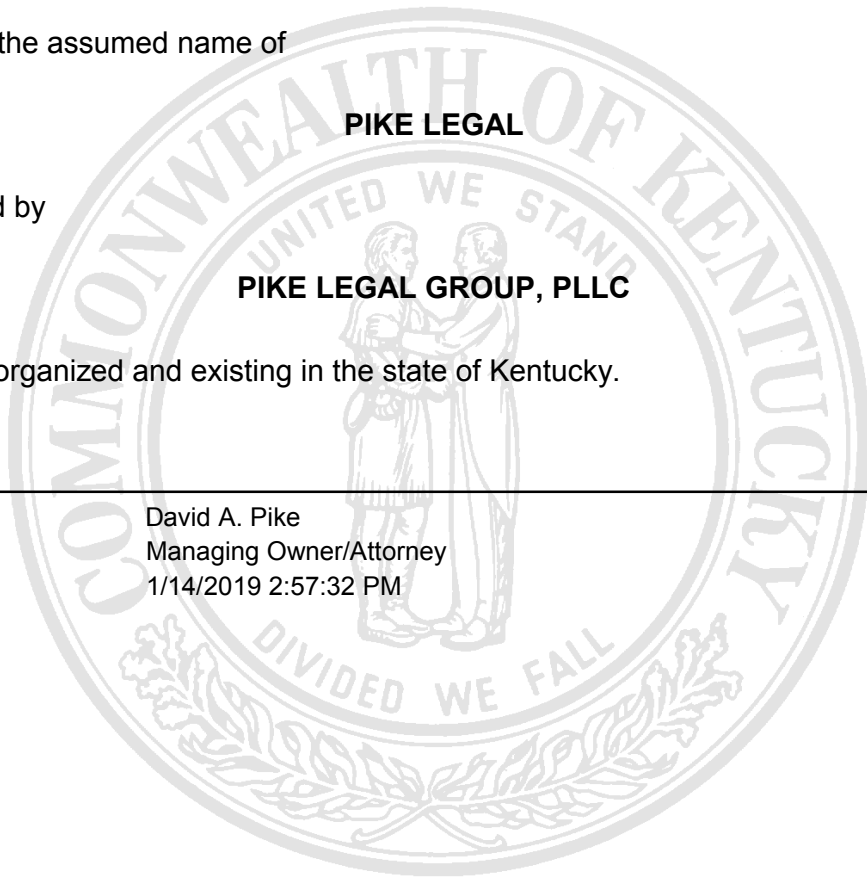 the assumed name of
PIKE LEGAL
d by
PIKE LEGAL GROUP, PLLC
organized and existing in the state of Kentucky.
David A. Pike
Managing Owner/Attorney
1/14/2019 2:57:32 PM
COMMONWEALTH OF KENTUCKY
UNITED WE STAND
DIVIDED WE FALL